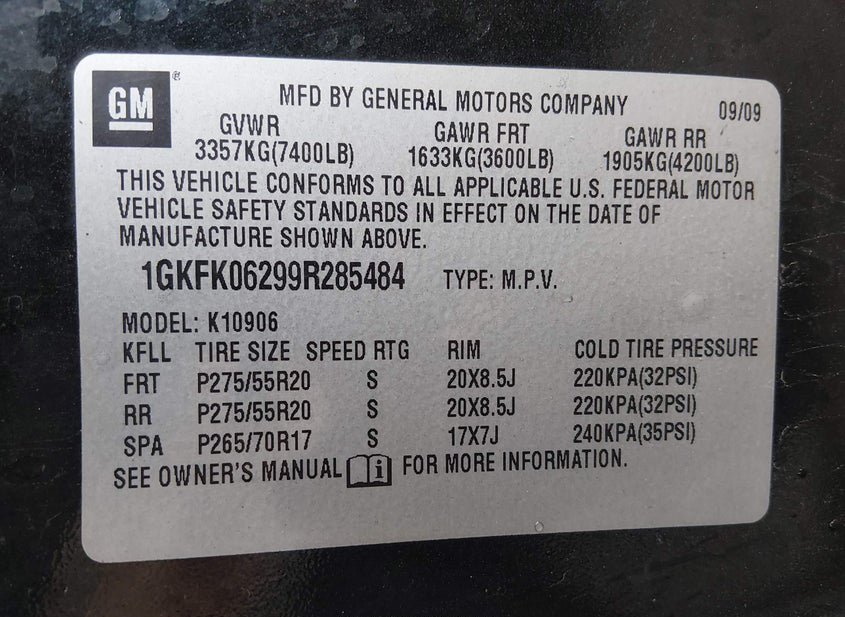 GM ®
MFD BY GENERAL MOTORS COMPANY 09/09
GVWR GAWR FRT GAWR RR
3357KG(7400LB) 1633KG(3600LB) 1905KG(4200LB)
THIS VEHICLE CONFORMS TO ALL APPLICABLE U.S. FEDERAL MOTOR
VEHICLE SAFETY STANDARDS IN EFFECT ON THE DATE OF
MANUFACTURE SHOWN ABOVE.
1GKFK06299R285484 TYPE: M.P.V.
MODEL: K10906
KFLL TIRE SIZE SPEED RTG RIM COLD TIRE PRESSURE
FRT P275/55R20 S 20X8.5J 220KPA(32PSI)
RR P275/55R20 S 20X8.5J 220KPA(32PSI)
SPA P265/70R17 S 17X7J 240KPA(35PSI)
SEE OWNER'S MANUAL i FOR MORE INFORMATION.